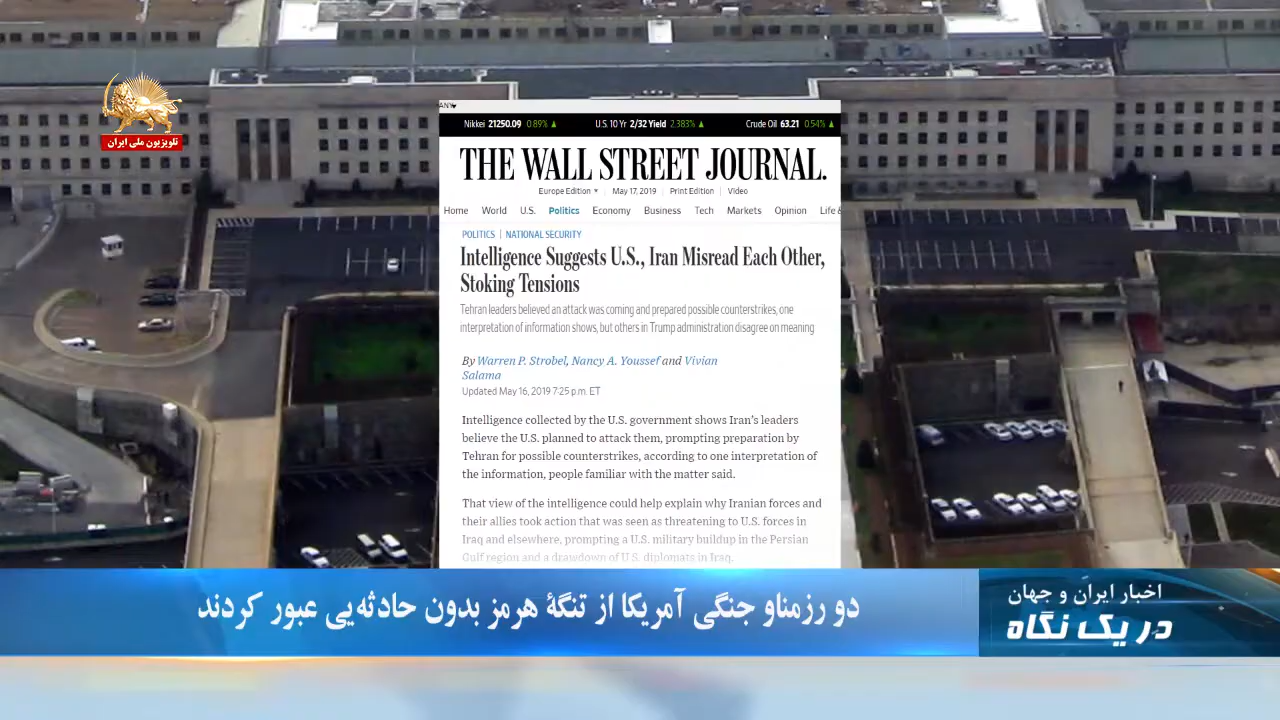 تلویزیون ملی ایران
ANY
Nikkei 21250.09 0.89% ▲ U.S. 10 Yr 2/32 Yield 2.383% ▲ Crude Oil 63.21 0.54% ▲
THE WALL STREET JOURNAL.
Europe Edition ▼ | May 17, 2019 | Print Edition | Video
Home World U.S. Politics Economy Business Tech Markets Opinion Life &
POLITICS | NATIONAL SECURITY
Intelligence Suggests U.S., Iran Misread Each Other,
Stoking Tensions
Tehran leaders believed an attack was coming and prepared possible counterstrikes, one
interpretation of information shows, but others in Trump administration disagree on meaning
By Warren P. Strobel, Nancy A. Youssef and Vivian
Salama
Updated May 16, 2019 7:25 p.m. ET
Intelligence collected by the U.S. government shows Iran's leaders
believe the U.S. planned to attack them, prompting preparation by
Tehran for possible counterstrikes, according to one interpretation of
the information, people familiar with the matter said.
That view of the intelligence could help explain why Iranian forces and
their allies took action that was seen as threatening to U.S. forces in
Iraq and elsewhere, prompting a U.S. military buildup in the Persian
Gulf region and a drawdown of U.S. diplomats in Iraq.
اخبار ایران و جهان
در یک نگاه
دو رزمناو جنگی آمریکا از تنگهٔ هرمز بدون حادثه‌یی عبور کردند